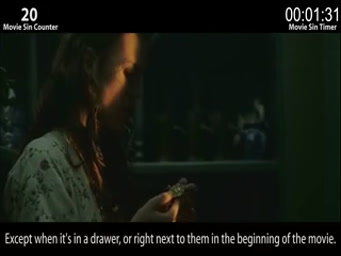 20
Movie Sin Counter
00:01:31
Movie Sin Timer
Except when it's in a drawer, or right next to them in the beginning of the movie.